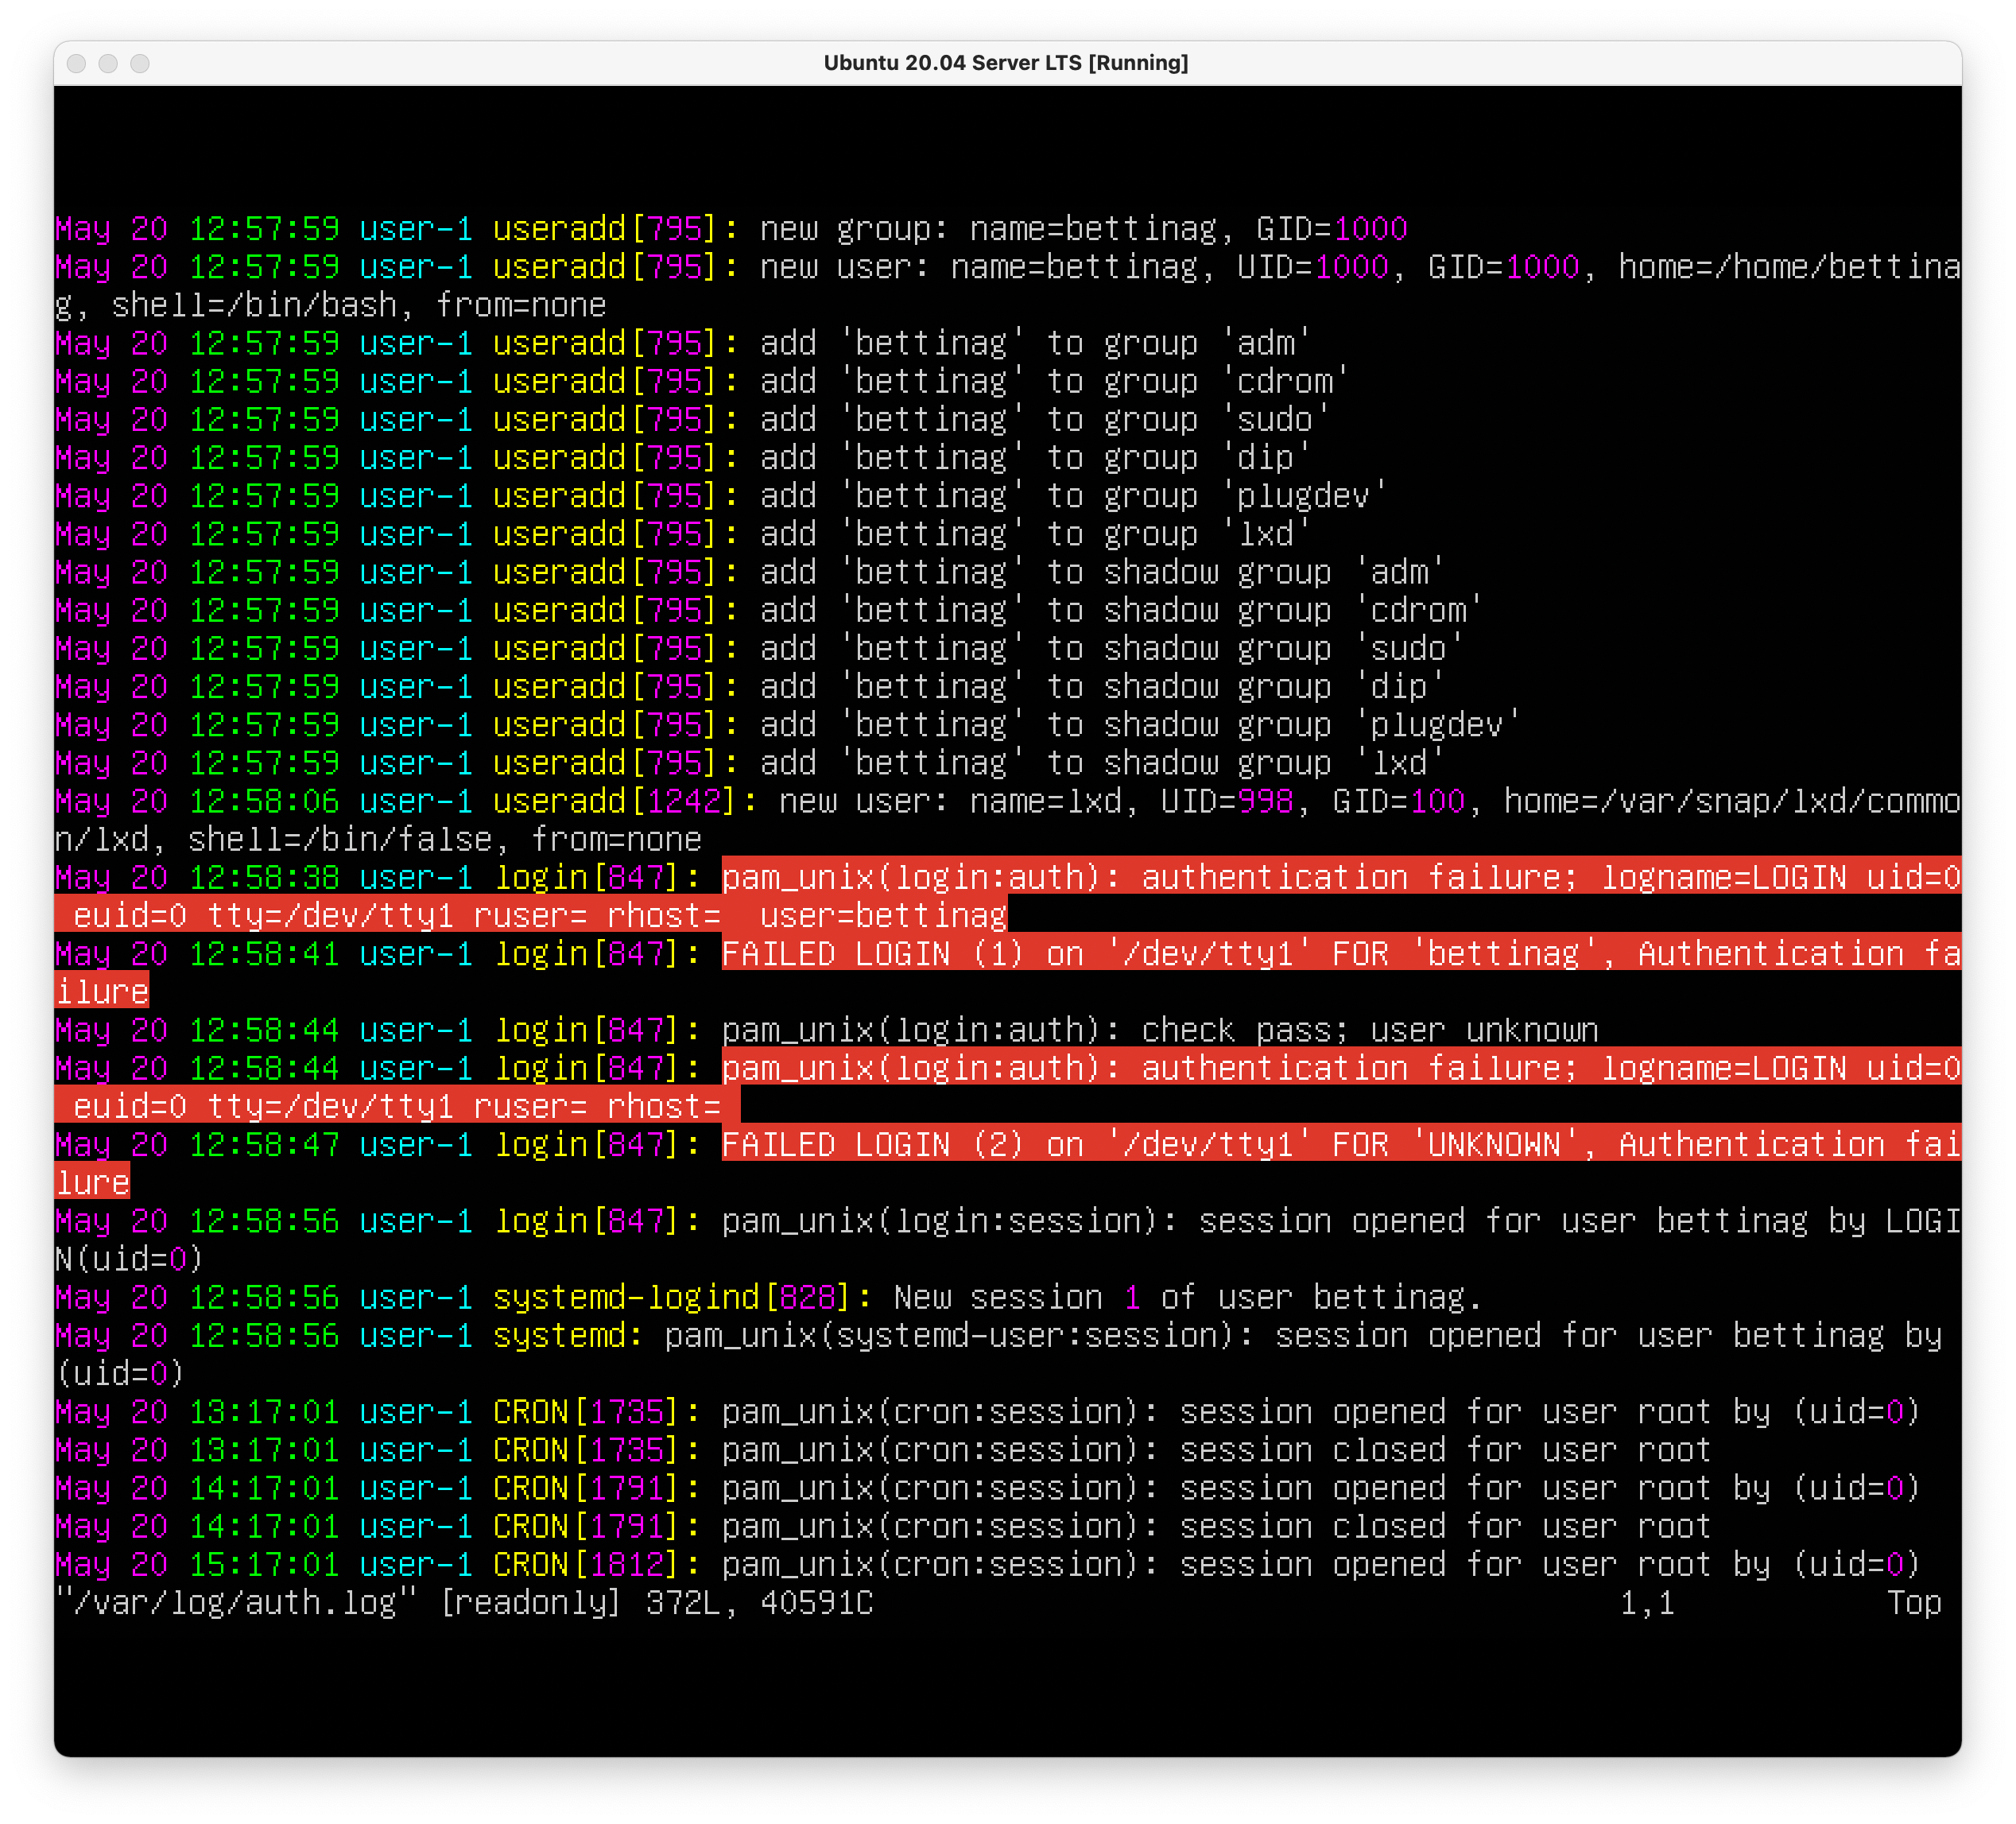 Ubuntu 20.04 Server LTS [Running]
May 20 12:57:59 user-1 useradd[795]: new group: name=bettinag, GID=1000
May 20 12:57:59 user-1 useradd[795]: new user: name=bettinag, UID=1000, GID=1000, home=/home/bettina
g, shell=/bin/bash, from=none
May 20 12:57:59 user-1 useradd[795]: add 'bettinag' to group 'adm'
May 20 12:57:59 user-1 useradd[795]: add 'bettinag' to group 'cdrom'
May 20 12:57:59 user-1 useradd[795]: add 'bettinag' to group 'sudo'
May 20 12:57:59 user-1 useradd[795]: add 'bettinag' to group 'dip'
May 20 12:57:59 user-1 useradd[795]: add 'bettinag' to group 'plugdev'
May 20 12:57:59 user-1 useradd[795]: add 'bettinag' to group 'lxd'
May 20 12:57:59 user-1 useradd[795]: add 'bettinag' to shadow group 'adm'
May 20 12:57:59 user-1 useradd[795]: add 'bettinag' to shadow group 'cdrom'
May 20 12:57:59 user-1 useradd[795]: add 'bettinag' to shadow group 'sudo'
May 20 12:57:59 user-1 useradd[795]: add 'bettinag' to shadow group 'dip'
May 20 12:57:59 user-1 useradd[795]: add 'bettinag' to shadow group 'plugdev'
May 20 12:57:59 user-1 useradd[795]: add 'bettinag' to shadow group 'lxd'
May 20 12:58:06 user-1 useradd[1242]: new user: name=lxd, UID=998, GID=100, home=/var/snap/lxd/commo
n/lxd, shell=/bin/false, from=none
May 20 12:58:38 user-1 login[847]: pam_unix(login:auth): authentication failure; logname=LOGIN uid=0
 euid=0 tty=/dev/tty1 ruser= rhost=  user=bettinag
May 20 12:58:41 user-1 login[847]: FAILED LOGIN (1) on '/dev/tty1' FOR 'bettinag', Authentication fa
ilure
May 20 12:58:44 user-1 login[847]: pam_unix(login:auth): check pass; user unknown
May 20 12:58:44 user-1 login[847]: pam_unix(login:auth): authentication failure; logname=LOGIN uid=0
 euid=0 tty=/dev/tty1 ruser= rhost=
May 20 12:58:47 user-1 login[847]: FAILED LOGIN (2) on '/dev/tty1' FOR 'UNKNOWN', Authentication fai
lure
May 20 12:58:56 user-1 login[847]: pam_unix(login:session): session opened for user bettinag by LOGI
N(uid=0)
May 20 12:58:56 user-1 systemd-logind[828]: New session 1 of user bettinag.
May 20 12:58:56 user-1 systemd: pam_unix(systemd-user:session): session opened for user bettinag by
(uid=0)
May 20 13:17:01 user-1 CRON[1735]: pam_unix(cron:session): session opened for user root by (uid=0)
May 20 13:17:01 user-1 CRON[1735]: pam_unix(cron:session): session closed for user root
May 20 14:17:01 user-1 CRON[1791]: pam_unix(cron:session): session opened for user root by (uid=0)
May 20 14:17:01 user-1 CRON[1791]: pam_unix(cron:session): session closed for user root
May 20 15:17:01 user-1 CRON[1812]: pam_unix(cron:session): session opened for user root by (uid=0)
"/var/log/auth.log" [readonly] 372L, 40591C 1,1 Top